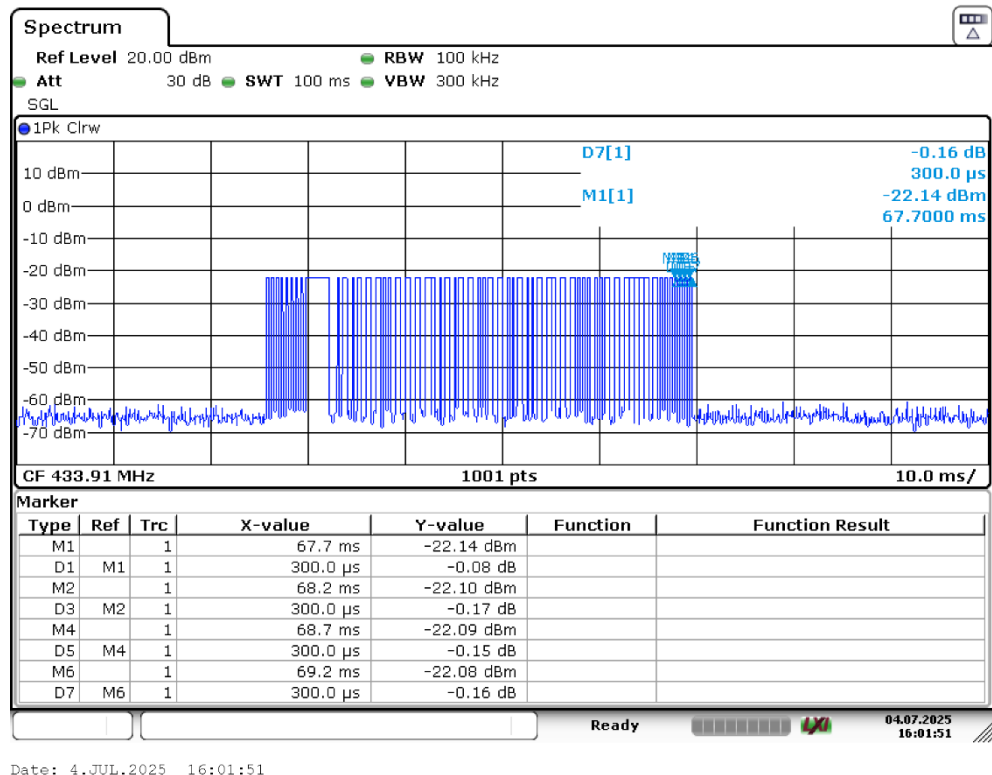 Spectrum
Ref Level 20.00 dBm RBW 100 kHz
Att 30 dB SWT 100 ms VBW 300 kHz
SGL
1Pk Clrw
D7[1] -0.16 dB
300.0 µs
10 dBm
M1[1] -22.14 dBm
67.7000 ms
0 dBm
-10 dBm
-20 dBm
-30 dBm
-40 dBm
-50 dBm
-60 dBm
-70 dBm
CF 433.91 MHz 1001 pts 10.0 ms/
Marker
Type Ref Trc X-value Y-value Function Function Result
M1 1 67.7 ms -22.14 dBm
D1 M1 1 300.0 µs -0.08 dB
M2 1 68.2 ms -22.10 dBm
D3 M2 1 300.0 µs -0.17 dB
M4 1 68.7 ms -22.09 dBm
D5 M4 1 300.0 µs -0.15 dB
M6 1 69.2 ms -22.08 dBm
D7 M6 1 300.0 µs -0.16 dB
Ready LXI 04.07.2025
16:01:51
Date: 4.JUL.2025 16:01:51